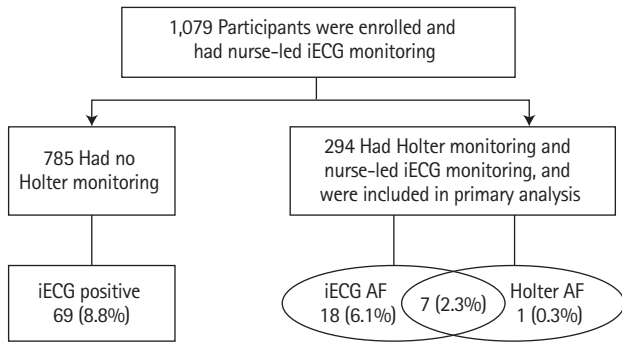 1,079 Participants were enrolled and
had nurse-led iECG monitoring
785 Had no
Holter monitoring
294 Had Holter monitoring and
nurse-led iECG monitoring, and
were included in primary analysis
iECG positive
69 (8.8%)
iECG AF
18 (6.1%)
7 (2.3%)
Holter AF
1 (0.3%)